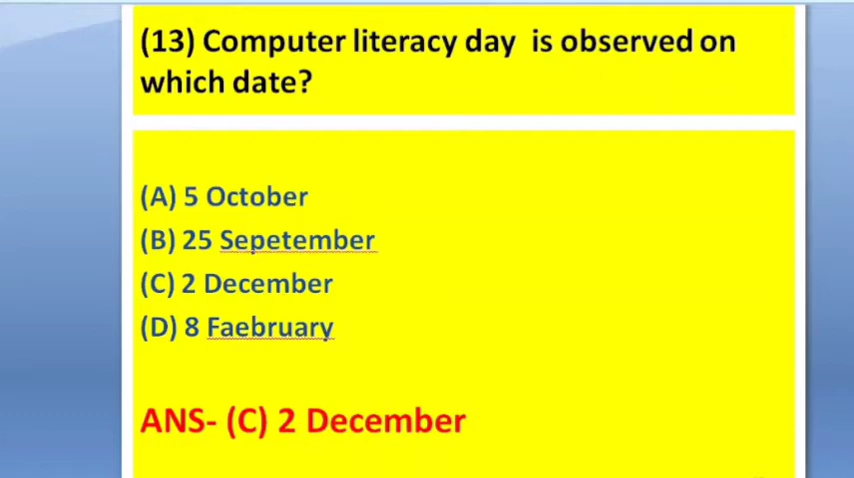 (13) Computer literacy day is observed on
which date?
(A) 5 October
(B) 25 Sepetember
(C) 2 December
(D) 8 Faebruary
ANS- (C) 2 December